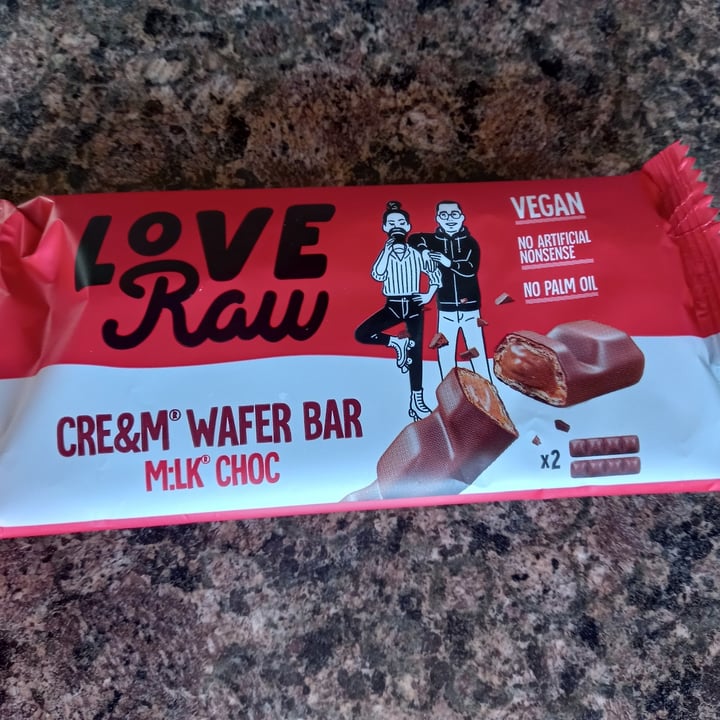 LOVE
Raw
VEGAN
NO ARTIFICIAL
NONSENSE
NO PALM OIL
CRE&M® WAFER BAR
M:LK® CHOC
x2